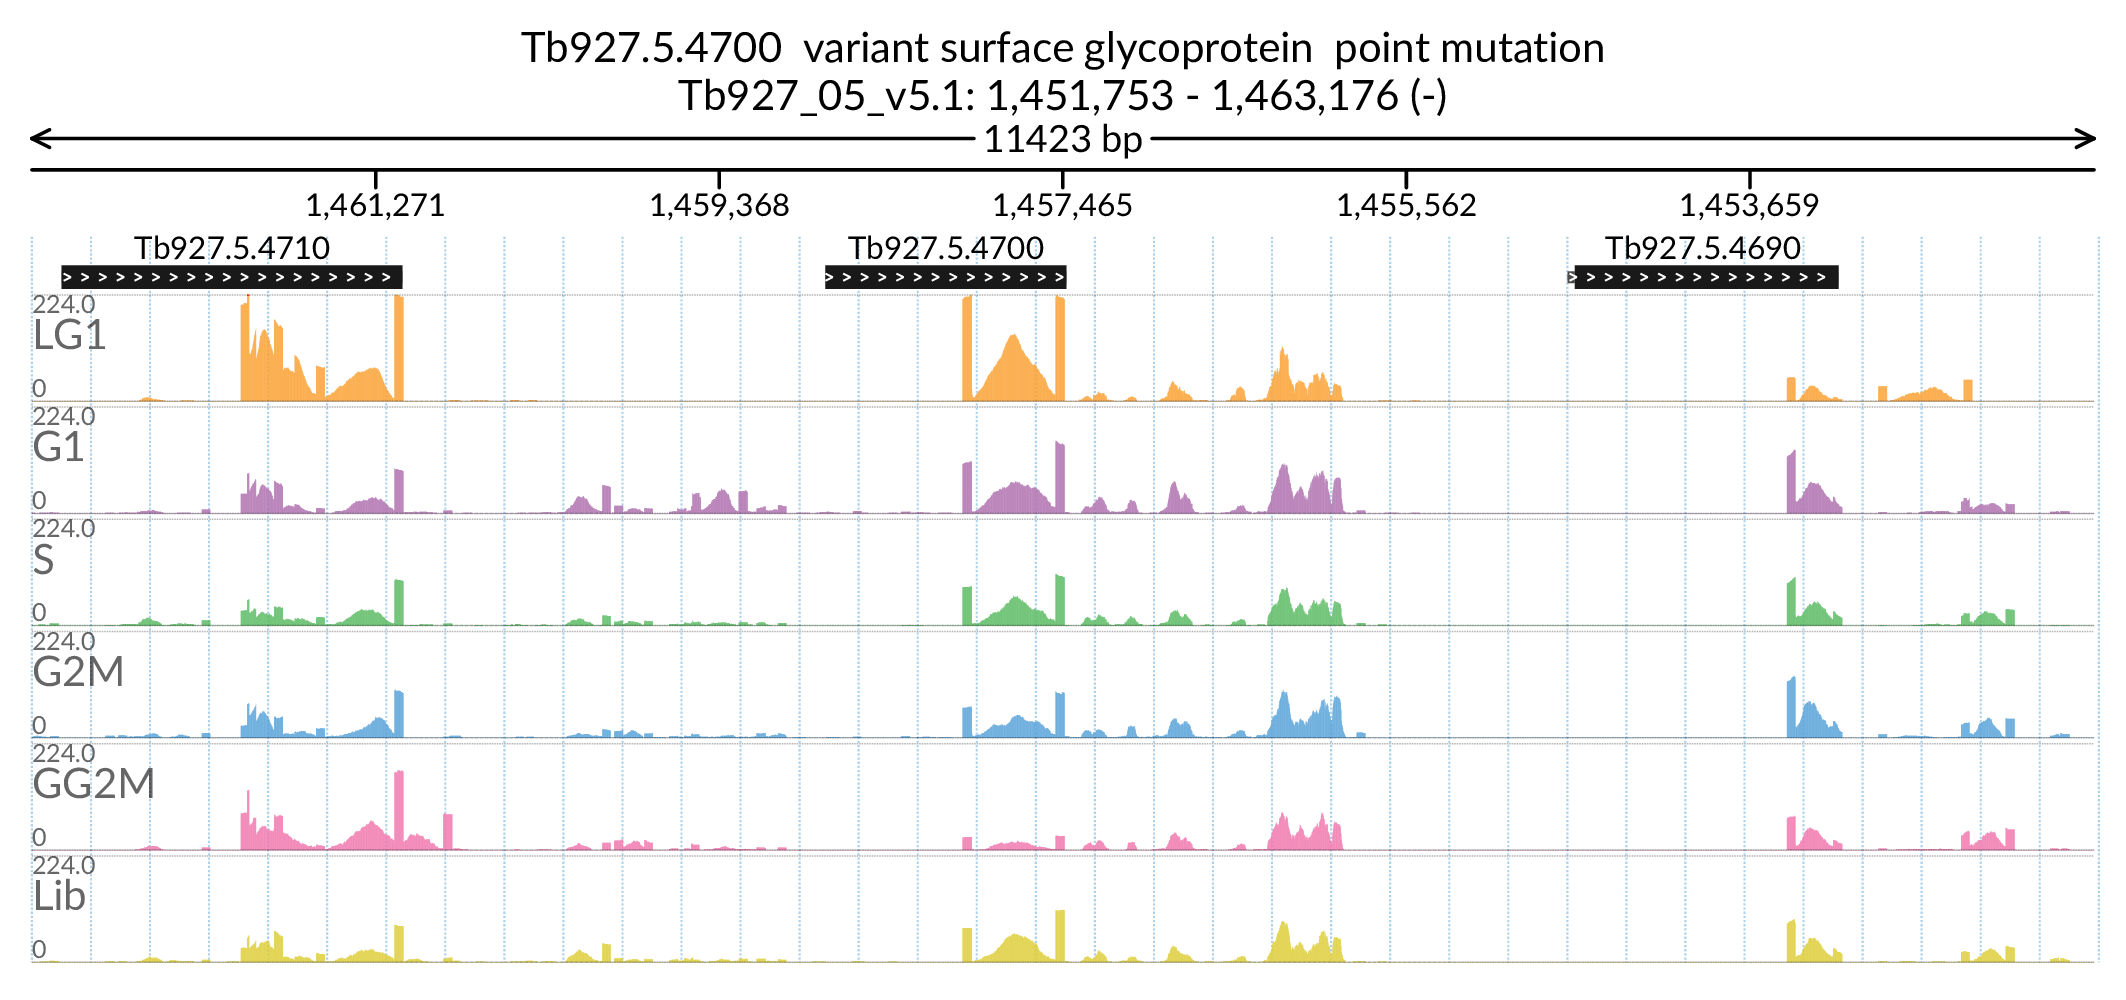 Tb927.5.4700 variant surface glycoprotein point mutation
Tb927_05_v5.1: 1,451,753 - 1,463,176 (-)
11423 bp
1,461,271 1,459,368 1,457,465 1,455,562 1,453,659
Tb927.5.4710 Tb927.5.4700 Tb927.5.4690
224.0
LG1
0
224.0
G1
0
224.0
S
0
224.0
G2M
0
224.0
GG2M
0
224.0
Lib
0